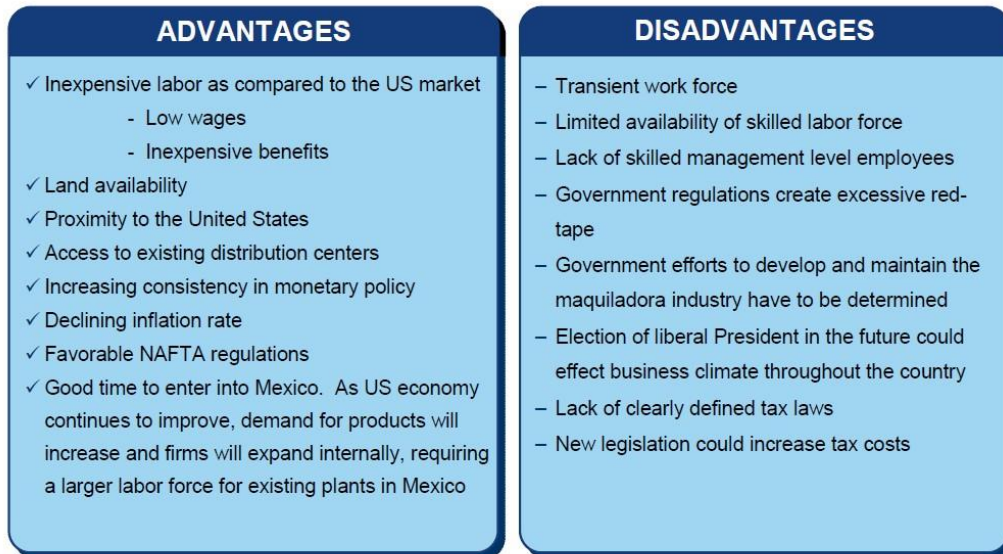 ADVANTAGES
✓ Inexpensive labor as compared to the US market
- Low wages
- Inexpensive benefits
✓ Land availability
✓ Proximity to the United States
✓ Access to existing distribution centers
✓ Increasing consistency in monetary policy
✓ Declining inflation rate
✓ Favorable NAFTA regulations
✓ Good time to enter into Mexico.  As US economy
continues to improve, demand for products will
increase and firms will expand internally, requiring
a larger labor force for existing plants in Mexico
DISADVANTAGES
– Transient work force
– Limited availability of skilled labor force
– Lack of skilled management level employees
– Government regulations create excessive red-
tape
– Government efforts to develop and maintain the
maquiladora industry have to be determined
– Election of liberal President in the future could
effect business climate throughout the country
– Lack of clearly defined tax laws
– New legislation could increase tax costs